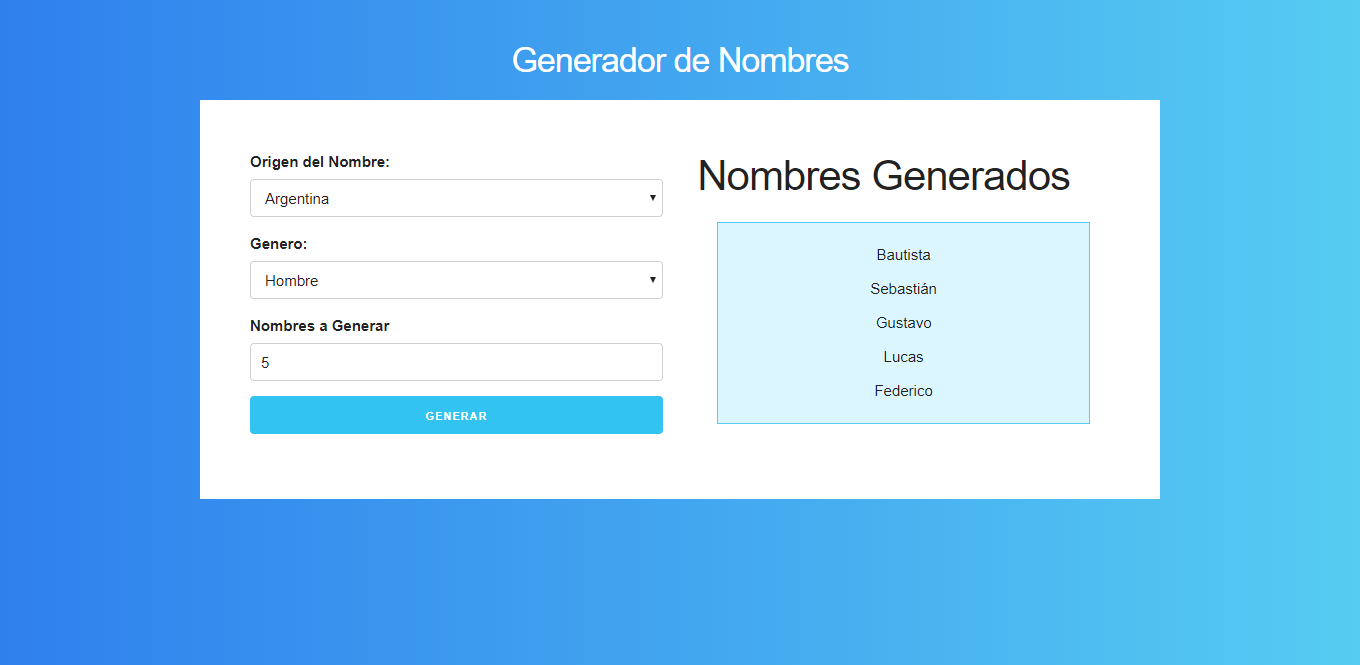 Generador de Nombres
Origen del Nombre:
Argentina
Genero:
Hombre
Nombres a Generar
5
GENERAR
Nombres Generados
Bautista
Sebastián
Gustavo
Lucas
Federico